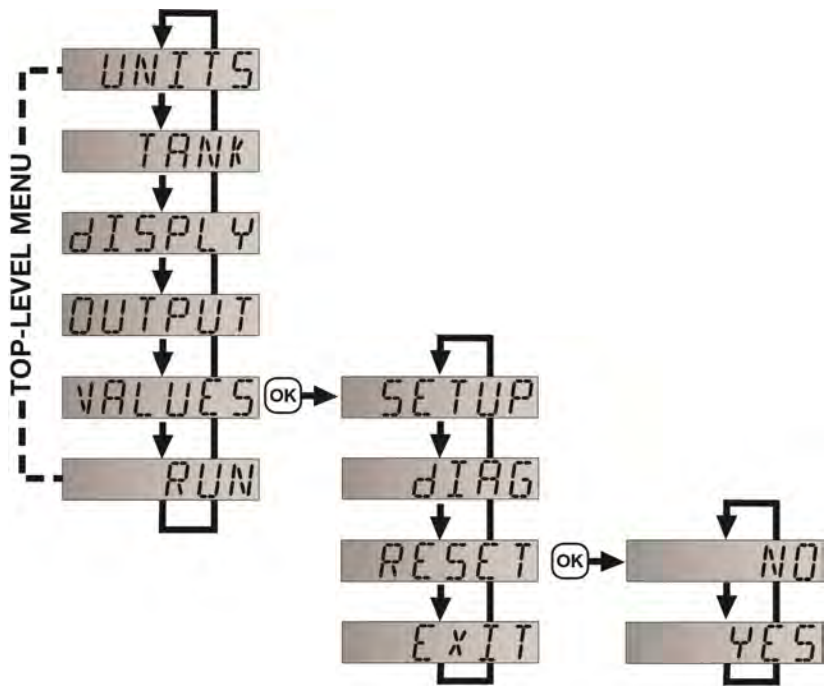 TOP-LEVEL MENU
UNITS
TANK
dISPLY
OUTPUT
VALUES
OK
RUN
SETUP
dIAG
RESET
OK
ExIT
NO
YES